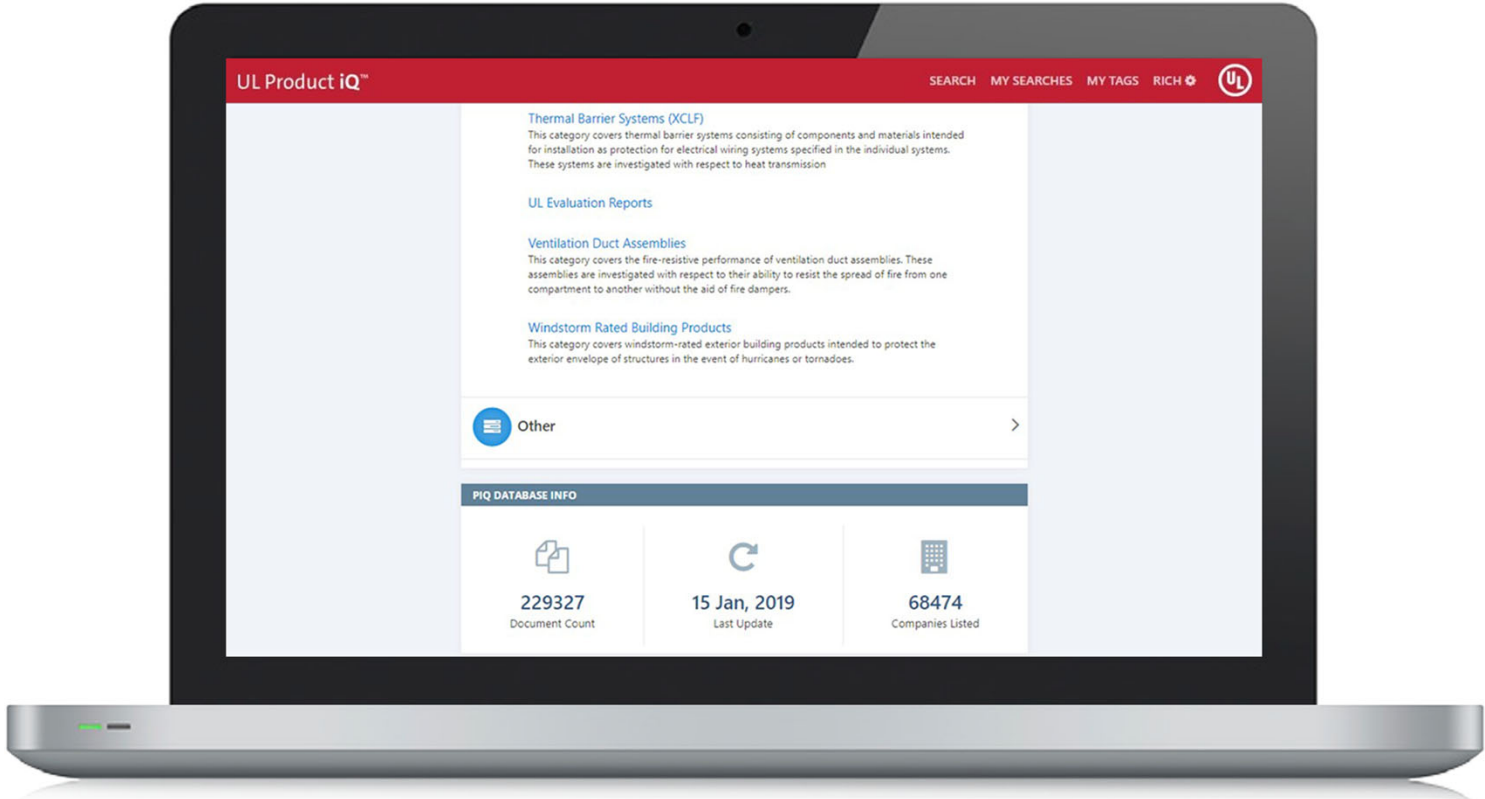 UL Product iQ™
SEARCH MY SEARCHES MY TAGS RICH
UL
Thermal Barrier Systems (XCLF)
This category covers thermal barrier systems consisting of components and materials intended
for installation as protection for electrical wiring systems specified in the individual systems.
These systems are investigated with respect to heat transmission
UL Evaluation Reports
Ventilation Duct Assemblies
This category covers the fire-resistive performance of ventilation duct assemblies. These
assemblies are investigated with respect to their ability to resist the spread of fire from one
compartment to another without the aid of fire dampers.
Windstorm Rated Building Products
This category covers windstorm-rated exterior building products intended to protect the
exterior envelope of structures in the event of hurricanes or tornadoes.
Other
PIQ DATABASE INFO
229327
Document Count
15 Jan, 2019
Last Update
68474
Companies Listed